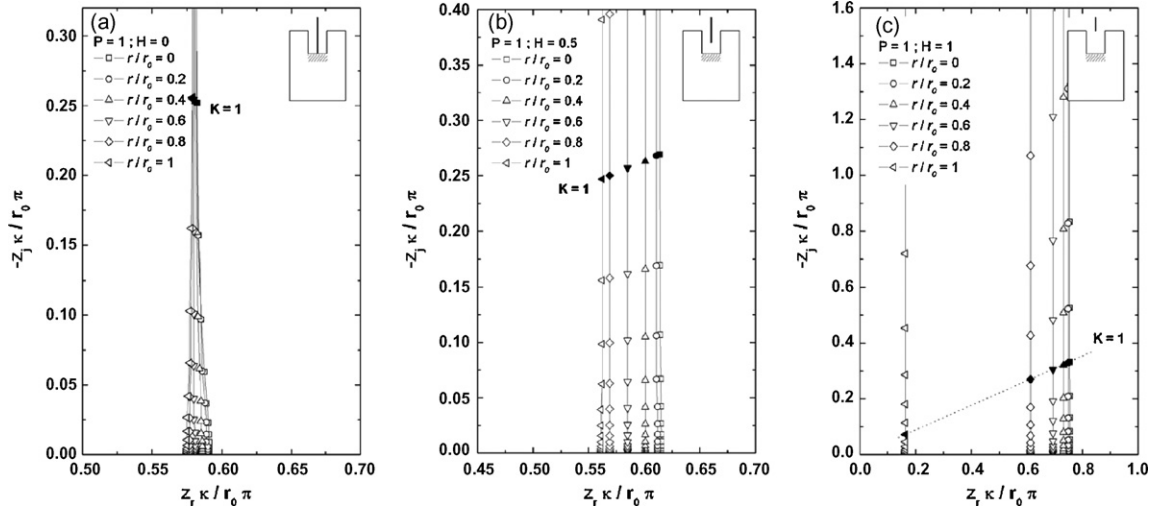 (a)
P = 1 ; H = 0
r / r0 = 0
r / r0 = 0.2
r / r0 = 0.4
r / r0 = 0.6
r / r0 = 0.8
r / r0 = 1
K = 1
0.30
0.25
0.20
0.15
0.10
0.05
0.00
-zj κ / r0 π
0.50 0.55 0.60 0.65 0.70
zr κ / r0 π
(b)
P = 1 ; H = 0.5
r / r0 = 0
r / r0 = 0.2
r / r0 = 0.4
r / r0 = 0.6
r / r0 = 0.8
r / r0 = 1
K = 1
0.40
0.35
0.30
0.25
0.20
0.15
0.10
0.05
0.00
-zj κ / r0 π
0.45 0.50 0.55 0.60 0.65 0.70
zr κ / r0 π
(c)
P = 1 ; H = 1
r / r0 = 0
r / r0 = 0.2
r / r0 = 0.4
r / r0 = 0.6
r / r0 = 0.8
r / r0 = 1
K = 1
1.6
1.4
1.2
1.0
0.8
0.6
0.4
0.2
0.0
-zj κ / r0 π
0.0 0.2 0.4 0.6 0.8 1.0
zr κ / r0 π